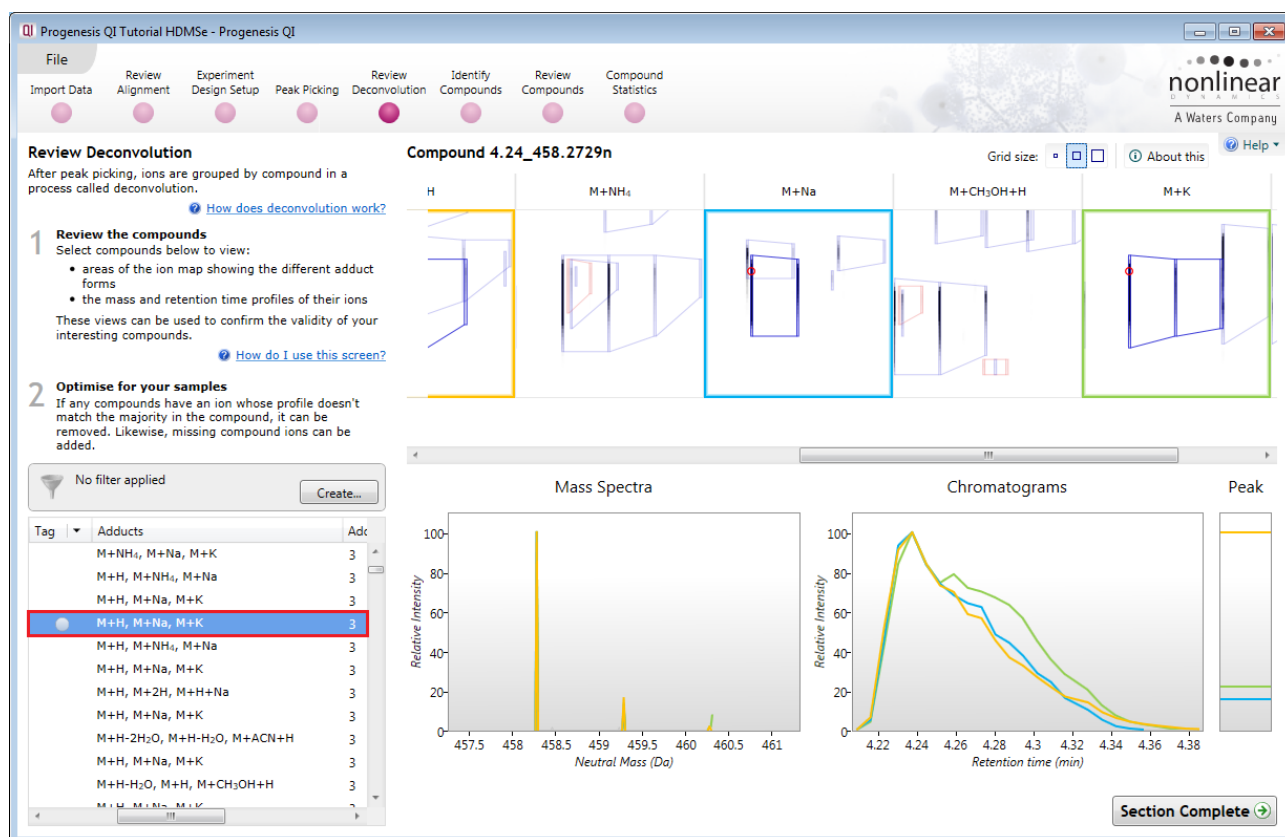 Progenesis QI Tutorial HDMSe - Progenesis QI
File
Import Data
Review Alignment
Experiment Design Setup
Peak Picking
Review Deconvolution
Identify Compounds
Review Compounds
Compound Statistics
nonlinear
DYNAMICS
A Waters Company
Help
Review Deconvolution
After peak picking, ions are grouped by compound in a
process called deconvolution.
How does deconvolution work?
1 Review the compounds
Select compounds below to view:
• areas of the ion map showing the different adduct
forms
• the mass and retention time profiles of their ions
These views can be used to confirm the validity of your
interesting compounds.
How do I use this screen?
2 Optimise for your samples
If any compounds have an ion whose profile doesn't
match the majority in the compound, it can be
removed. Likewise, missing compound ions can be
added.
No filter applied
Create...
Tag Adducts Adc
M+NH₄, M+Na, M+K 3
M+H, M+NH₄, M+Na 3
M+H, M+Na, M+K 3
M+H, M+Na, M+K 3
M+H, M+NH₄, M+Na 3
M+H, M+Na, M+K 3
M+H, M+2H, M+H+Na 3
M+H, M+Na, M+K 3
M+H-2H₂O, M+H-H₂O, M+ACN+H 3
M+H, M+Na, M+K 3
M+H-H₂O, M+H, M+CH₃OH+H 3
M+H, M+Na, M+K 3
Compound 4.24_458.2729n
Grid size:
About this
H M+NH₄ M+Na M+CH₃OH+H M+K
Mass Spectra
Relative Intensity
100
80
60
40
20
0
457.5 458 458.5 459 459.5 460 460.5 461
Neutral Mass (Da)
Chromatograms
Relative Intensity
100
80
60
40
20
0
4.22 4.24 4.26 4.28 4.3 4.32 4.34 4.36 4.38
Retention time (min)
Peak
Section Complete